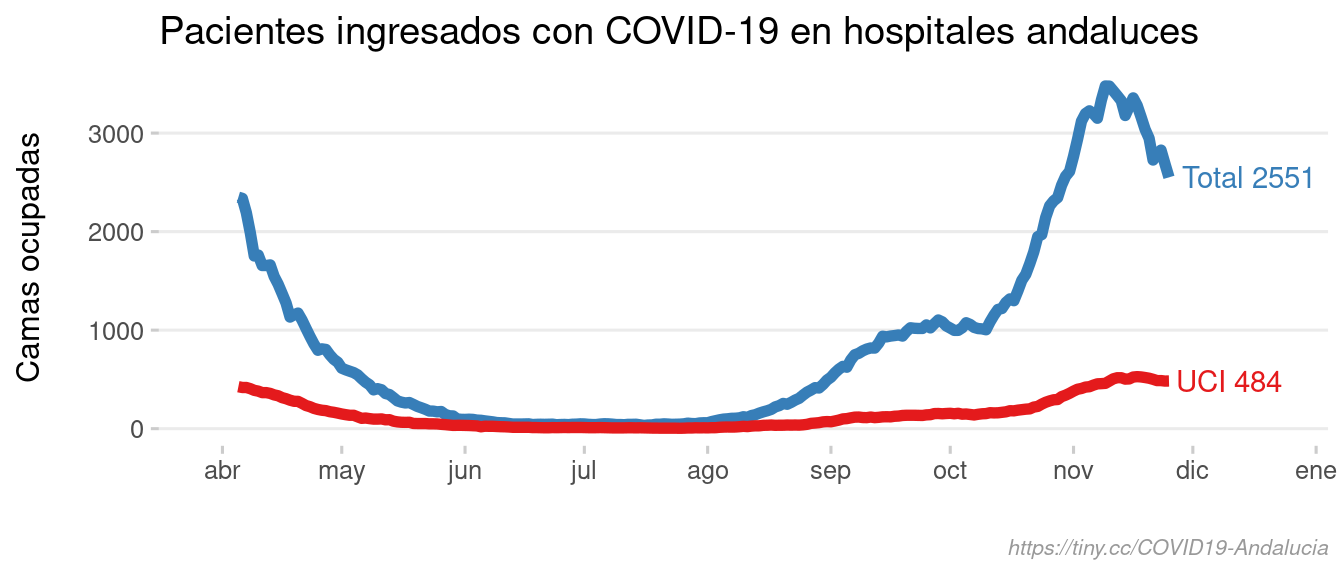 Pacientes ingresados con COVID-19 en hospitales andaluces
Camas ocupadas
3000
2000
1000
0
Total 2551
UCI 484
abr may jun jul ago sep oct nov dic ene
https://tiny.cc/COVID19-Andalucia